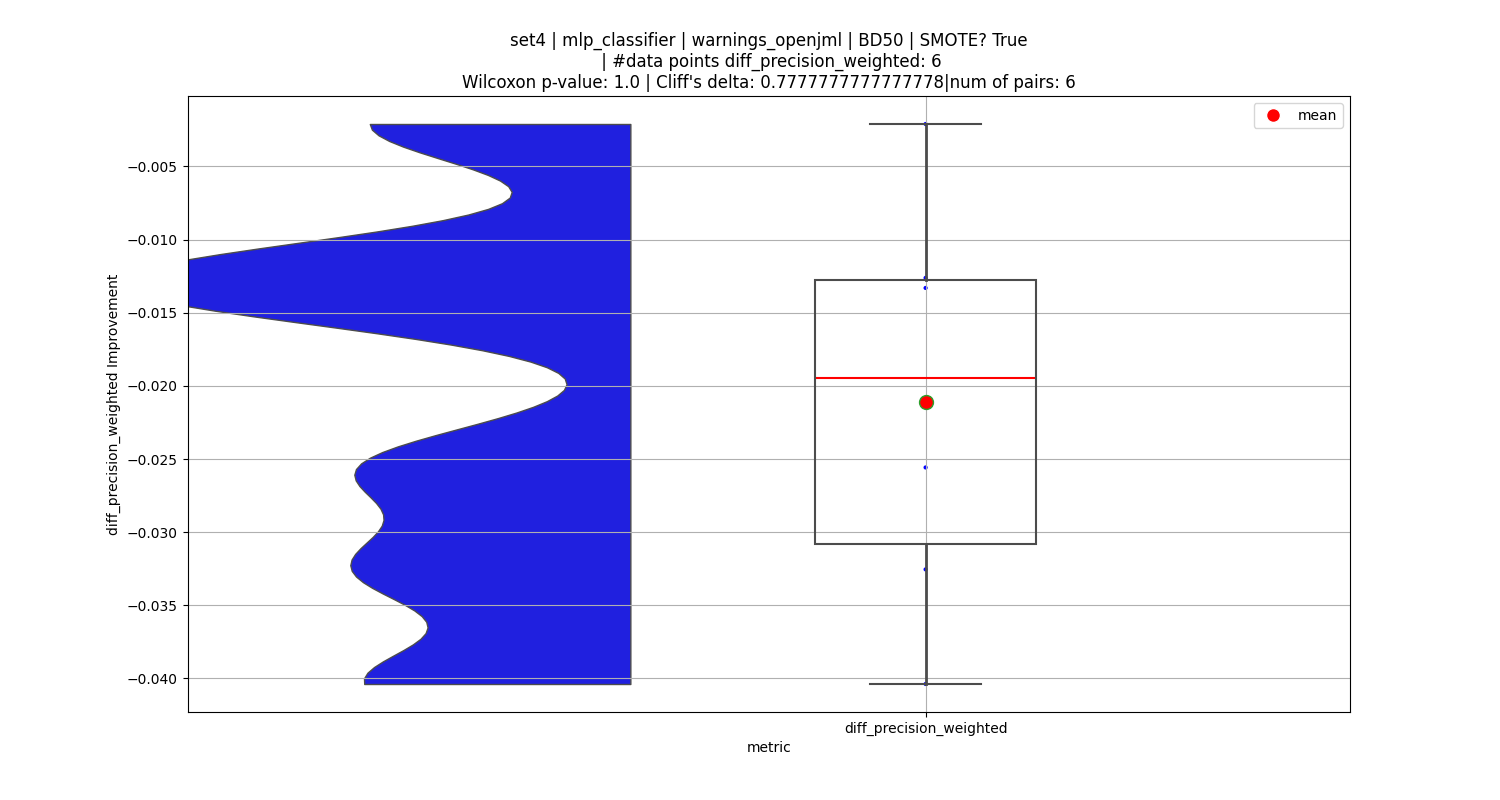 set4 | mlp_classifier | warnings_openjml | BD50 | SMOTE? True
| #data points diff_precision_weighted: 6
Wilcoxon p-value: 1.0 | Cliff's delta: 0.7777777777777778|num of pairs: 6
mean
−0.005
−0.010
−0.015
−0.020
−0.025
−0.030
−0.035
−0.040
diff_precision_weighted Improvement
diff_precision_weighted
metric